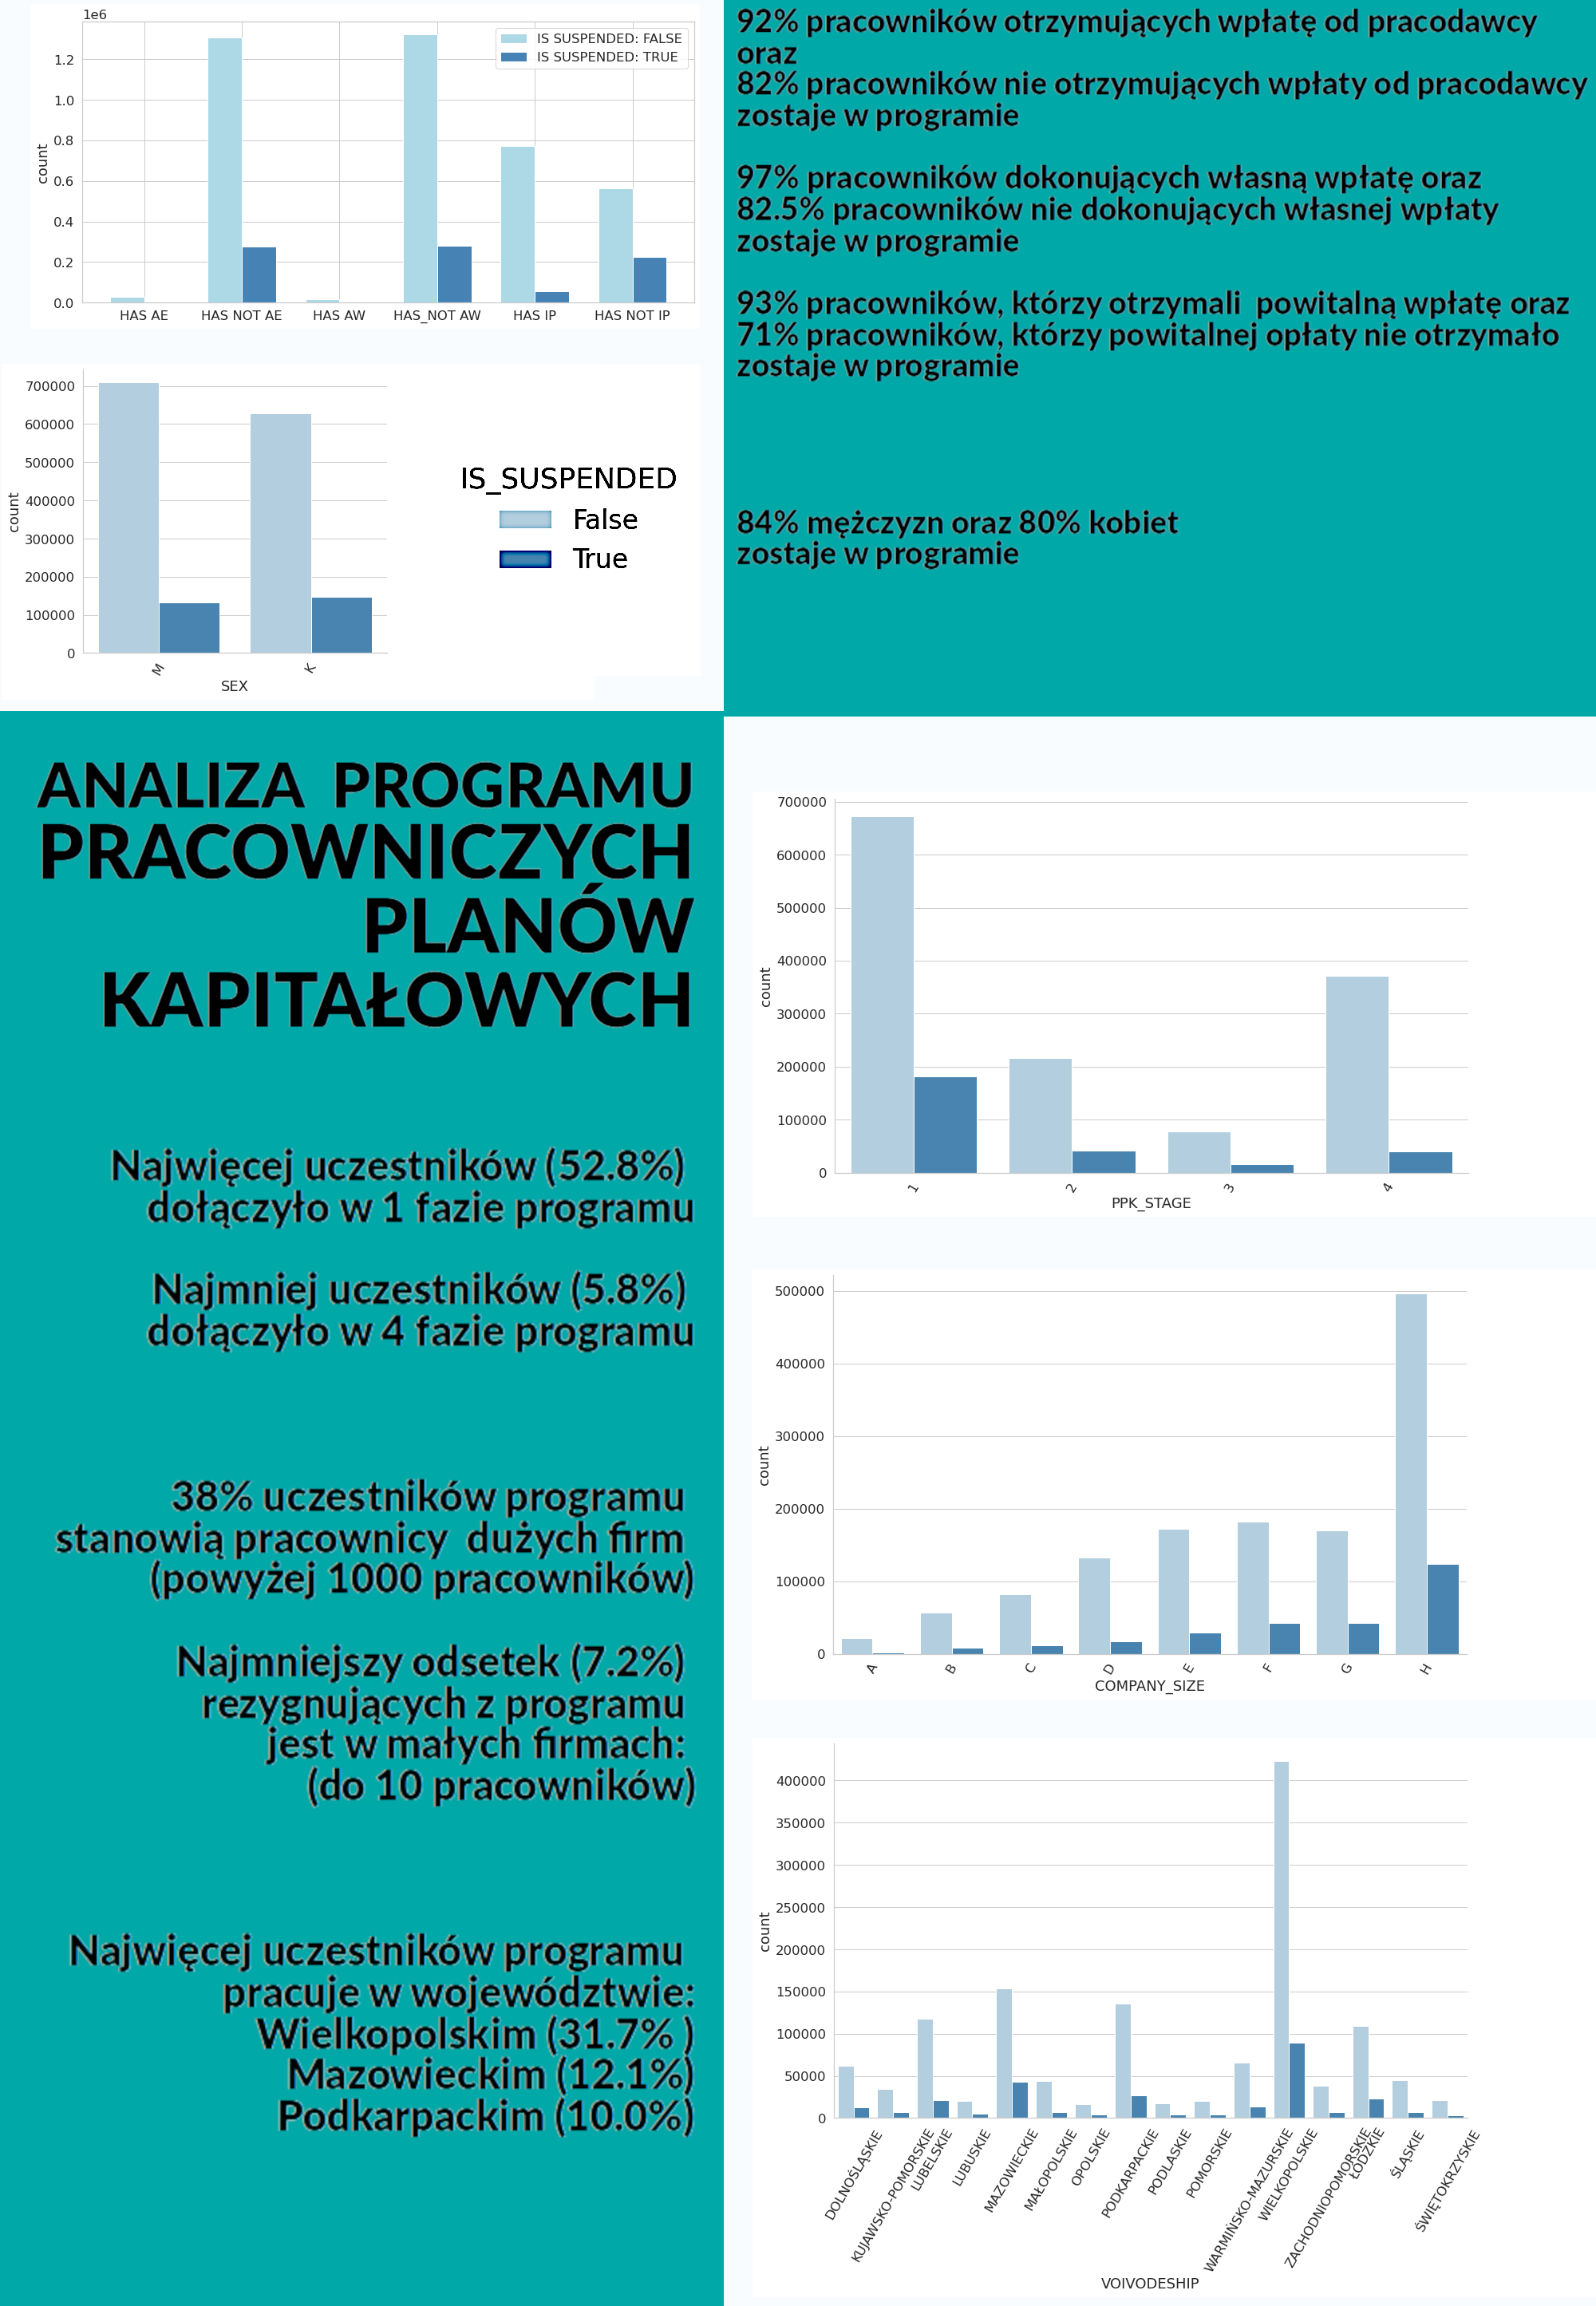 1e6
1.2
1.0
0.8
0.6
0.4
0.2
0.0
count
IS SUSPENDED: FALSE
IS SUSPENDED: TRUE
HAS AE
HAS NOT AE
HAS AW
HAS_NOT AW
HAS IP
HAS NOT IP
92% pracowników otrzymujących wpłatę od pracodawcy
oraz
82% pracowników nie otrzymujących wpłaty od pracodawcy
zostaje w programie
97% pracowników dokonujących własną wpłatę oraz
82.5% pracowników nie dokonujących własnej wpłaty
zostaje w programie
93% pracowników, którzy otrzymali powitalną wpłatę oraz
71% pracowników, którzy powitalnej opłaty nie otrzymało
zostaje w programie
700000
600000
500000
400000
300000
200000
100000
0
count
M
K
SEX
IS_SUSPENDED
False
True
84% mężczyzn oraz 80% kobiet
zostaje w programie
ANALIZA PROGRAMU
PRACOWNICZYCH
PLANÓW
KAPITAŁOWYCH
Najwięcej uczestników (52.8%)
dołączyło w 1 fazie programu
Najmniej uczestników (5.8%)
dołączyło w 4 fazie programu
700000
600000
500000
400000
300000
200000
100000
0
count
1
2
3
4
PPK_STAGE
38% uczestników programu
stanowią pracownicy dużych firm
(powyżej 1000 pracowników)
Najmniejszy odsetek (7.2%)
rezygnujących z programu
jest w małych firmach:
(do 10 pracowników)
500000
400000
300000
200000
100000
0
count
A
B
C
D
E
F
G
H
COMPANY_SIZE
Najwięcej uczestników programu
pracuje w województwie:
Wielkopolskim (31.7% )
Mazowieckim (12.1%)
Podkarpackim (10.0%)
400000
350000
300000
250000
200000
150000
100000
50000
0
count
DOLNOŚLĄSKIE
KUJAWSKO-POMORSKIE
LUBELSKIE
LUBUSKIE
MAZOWIECKIE
MAŁOPOLSKIE
OPOLSKIE
PODKARPACKIE
PODLASKIE
POMORSKIE
WARMIŃSKO-MAZURSKIE
WIELKOPOLSKIE
ZACHODNIOPOMORSKIE
ŁÓDZKIE
ŚLĄSKIE
ŚWIĘTOKRZYSKIE
VOIVODESHIP